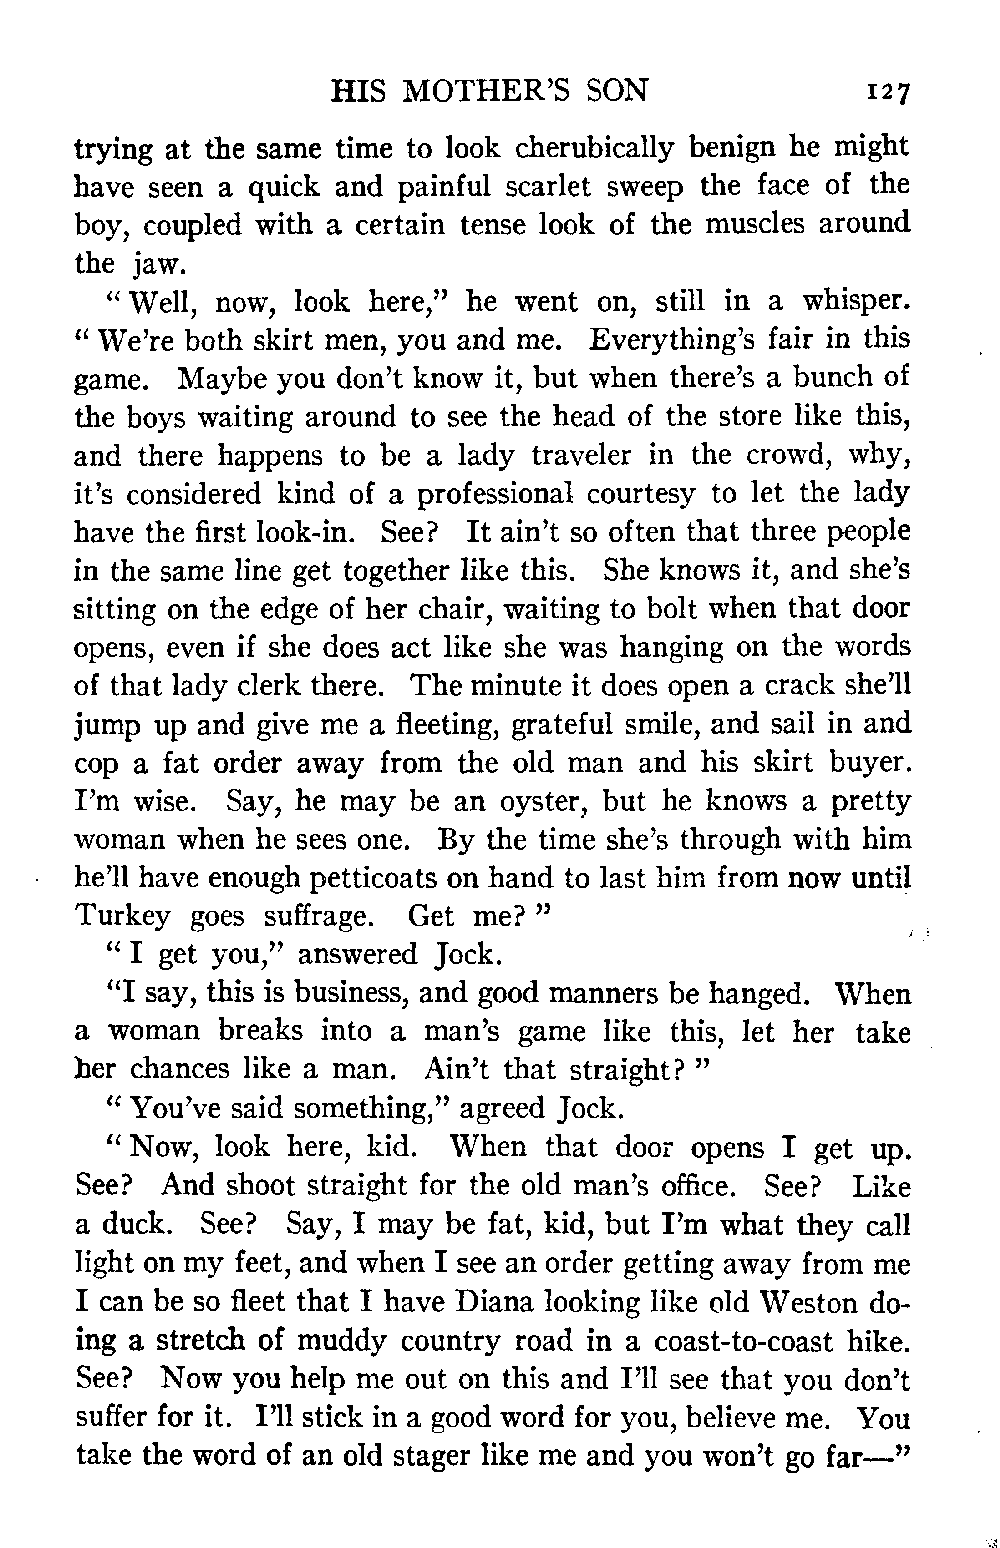 HIS MOTHER'S SON 127
trying at the same time to look cherubically benign he might
have seen a quick and painful scarlet sweep the face of the
boy, coupled with a certain tense look of the muscles around
the jaw.
" Well, now, look here," he went on, still in a whisper.
" We're both skirt men, you and me. Everything's fair in this
game. Maybe you don't know it, but when there's a bunch of
the boys waiting around to see the head of the store like this,
and there happens to be a lady traveler in the crowd, why,
it's considered kind of a professional courtesy to let the lady
have the first look-in. See? It ain't so often that three people
in the same line get together like this. She knows it, and she's
sitting on the edge of her chair, waiting to bolt when that door
opens, even if she does act like she was hanging on the words
of that lady clerk there. The minute it does open a crack she'll
jump up and give me a fleeting, grateful smile, and sail in and
cop a fat order away from the old man and his skirt buyer.
I'm wise. Say, he may be an oyster, but he knows a pretty
woman when he sees one. By the time she's through with him
he'll have enough petticoats on hand to last him from now until
Turkey goes suffrage. Get me? "
" I get you," answered Jock.
"I say, this is business, and good manners be hanged. When
a woman breaks into a man's game like this, let her take
her chances like a man. Ain't that straight? "
" You've said something," agreed Jock.
" Now, look here, kid. When that door opens I get up.
See? And shoot straight for the old man's office. See? Like
a duck. See? Say, I may be fat, kid, but I'm what they call
light on my feet, and when I see an order getting away from me
I can be so fleet that I have Diana looking like old Weston do-
ing a stretch of muddy country road in a coast-to-coast hike.
See? Now you help me out on this and I'll see that you don't
suffer for it. I'll stick in a good word for you, believe me. You
take the word of an old stager like me and you won't go far—"